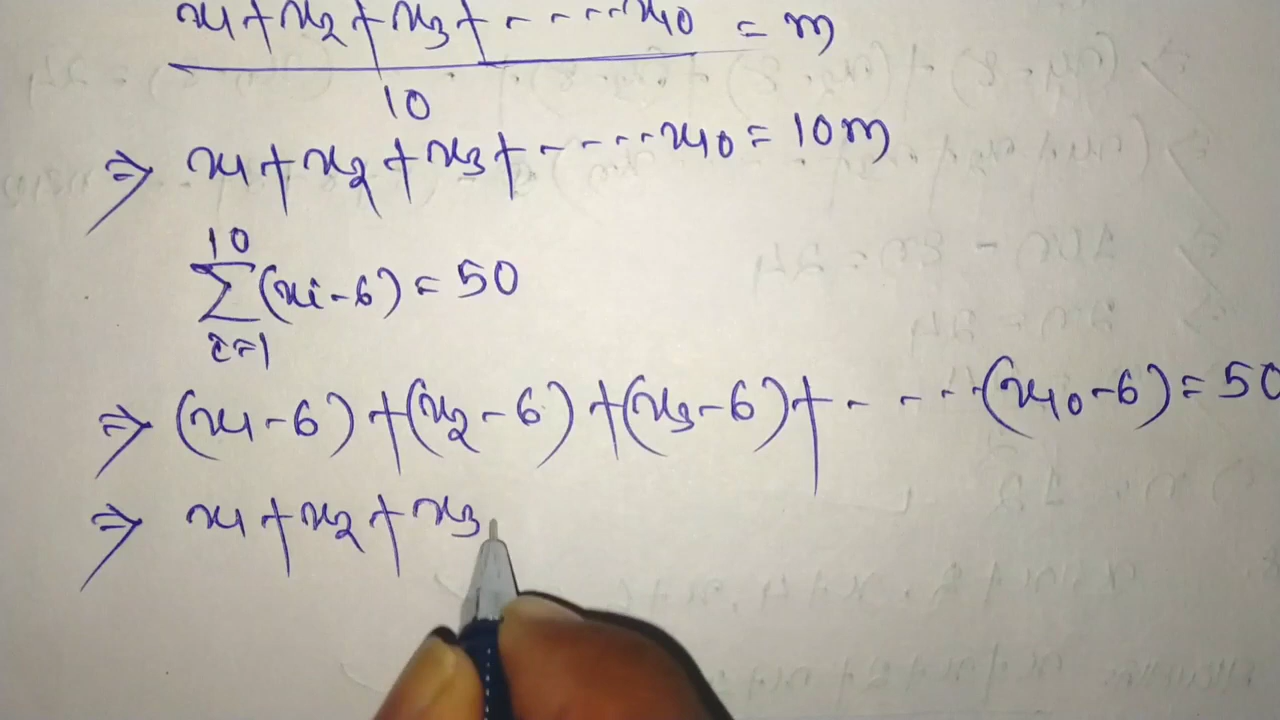 x1 + x2 + x3 + - - - - x10 = m
10
⇒ x1 + x2 + x3 + - - - - - x10 = 10m
10
∑ (xi - 6) = 50
i=1
⇒ (x1 - 6) + (x2 - 6) + (x3 - 6) + - - - - (x10 - 6) = 50
⇒ x1 + x2 + x3